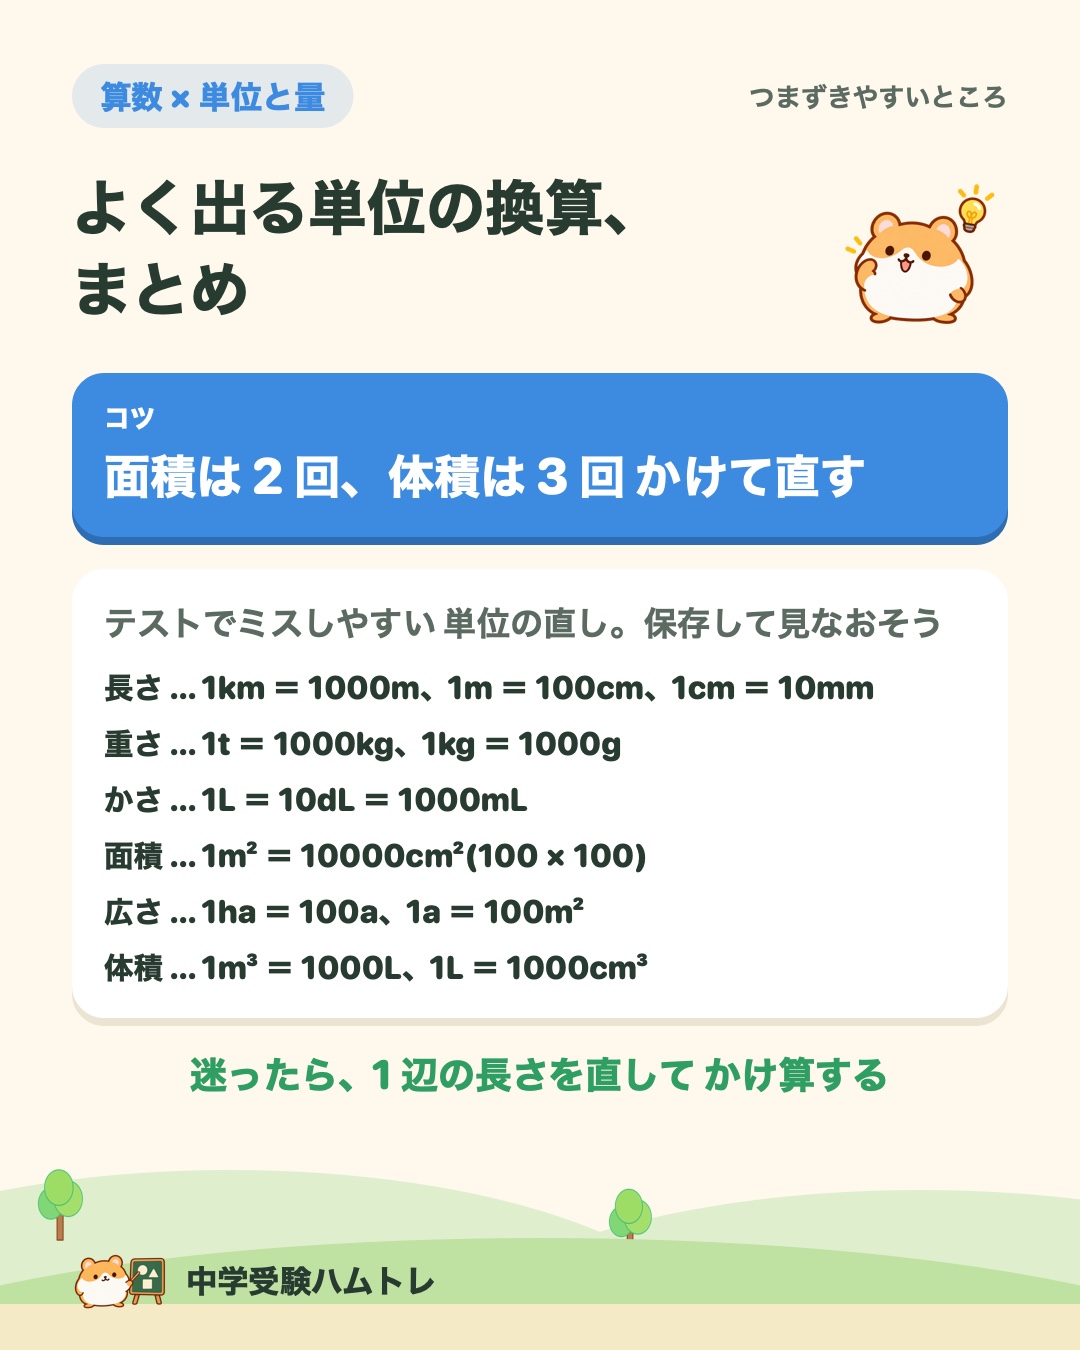 算数 × 単位と量
つまずきやすいところ
よく出る単位の換算、
まとめ
コツ
面積は 2 回、体積は 3 回 かけて直す
テストでミスしやすい 単位の直し。保存して見なおそう
長さ … 1km = 1000m、1m = 100cm、1cm = 10mm
重さ … 1t = 1000kg、1kg = 1000g
かさ … 1L = 10dL = 1000mL
面積 … 1m² = 10000cm²(100 × 100)
広さ … 1ha = 100a、1a = 100m²
体積 … 1m³ = 1000L、1L = 1000cm³
迷ったら、1 辺の長さを直して かけ算する
中学受験ハムトレ